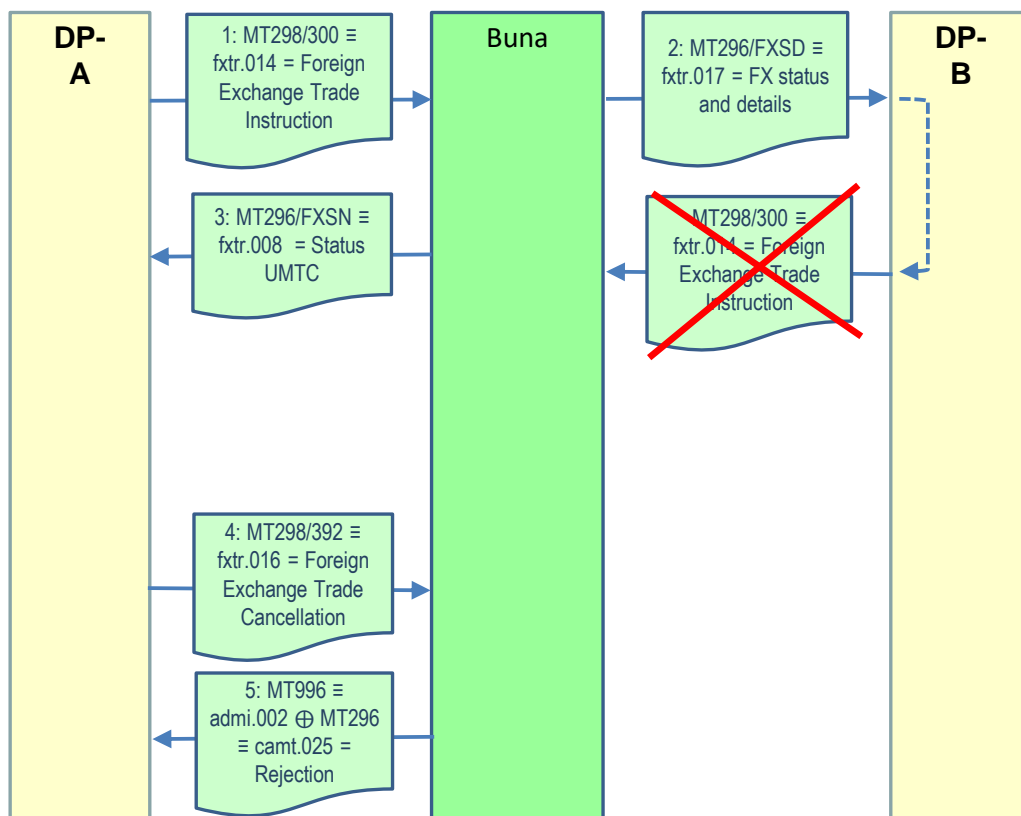 DP-
A
1: MT298/300 ≡
fxtr.014 = Foreign
Exchange Trade
Instruction
Buna
2: MT296/FXSD ≡
fxtr.017 = FX status
and details
DP-
B
3: MT296/FXSN ≡
fxtr.008 = Status
UMTC
MT298/300 ≡
fxtr.014 = Foreign
Exchange Trade
Instruction
4: MT298/392 ≡
fxtr.016 = Foreign
Exchange Trade
Cancellation
5: MT996 ≡
admi.002 ⊕ MT296
≡ camt.025 =
Rejection